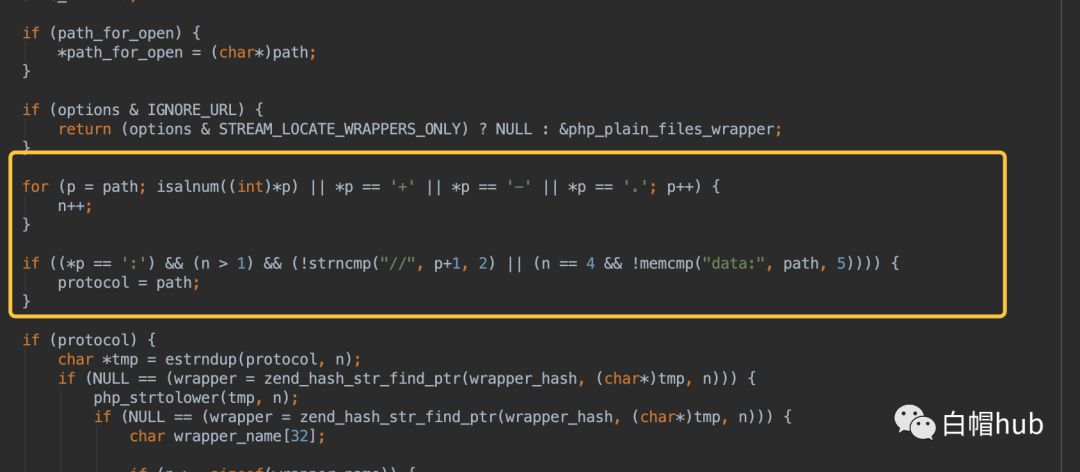 if (path_for_open) {
*path_for_open = (char*)path;
}
if (options & IGNORE_URL) {
return (options & STREAM_LOCATE_WRAPPERS_ONLY) ? NULL : &php_plain_files_wrapper;
}
for (p = path; isalnum((int)*p) || *p == '+' || *p == '-' || *p == '.'; p++) {
n++;
}
if ((*p == ':') && (n > 1) && (!strncmp("//", p+1, 2) || (n == 4 && !memcmp("data:", path, 5)))) {
protocol = path;
}
if (protocol) {
char *tmp = estrndup(protocol, n);
if (NULL == (wrapper = zend_hash_str_find_ptr(wrapper_hash, (char*)tmp, n))) {
php_strtolower(tmp, n);
if (NULL == (wrapper = zend_hash_str_find_ptr(wrapper_hash, (char*)tmp, n))) {
char wrapper_name[32];
白帽hub